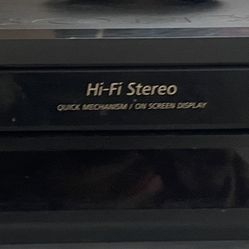 Hi-Fi Stereo
QUICK MECHANISM / ON SCREEN DISPLAY